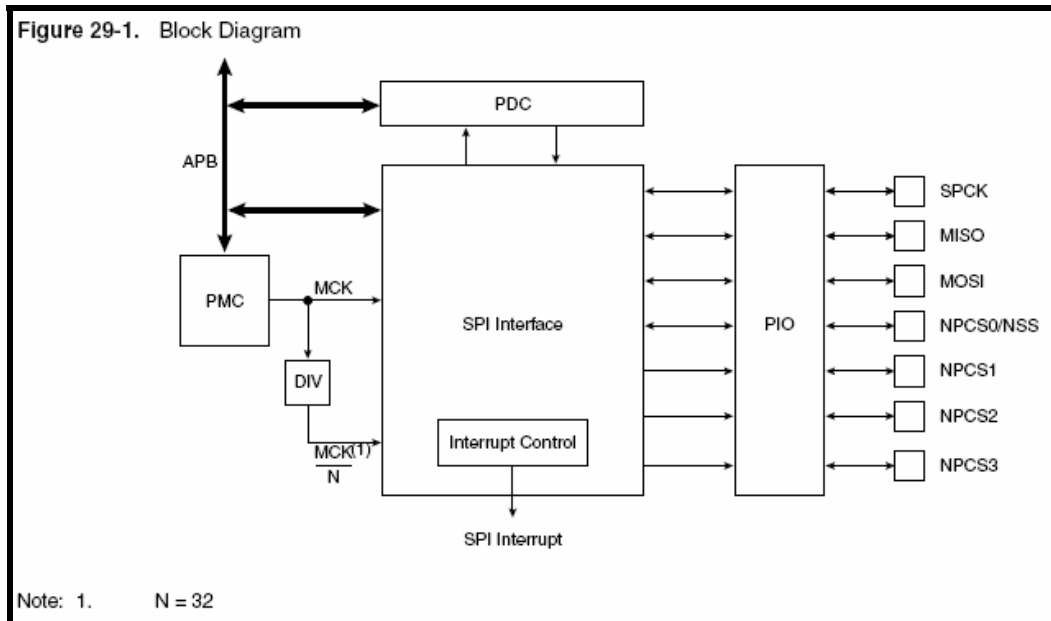 Figure 29-1. Block Diagram
PDC
APB
SPCK
MISO
PMC
MCK
MOSI
SPI Interface
PIO
NPCS0/NSS
DIV
NPCS1
NPCS2
Interrupt Control
MCK(1)
N
NPCS3
SPI Interrupt
Note: 1. N = 32